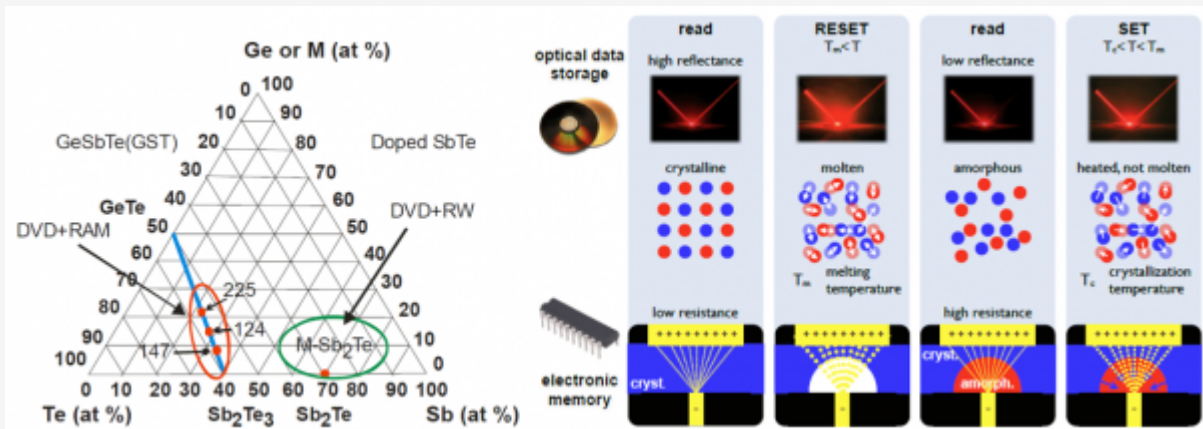 Ge or M (at %)
0 100
10 90
20 80
30 70
40 60
50 50
60 40
70 30
80 20
90 10
100 0
GeSbTe(GST)
Doped SbTe
GeTe
DVD+RAM
DVD+RW
225
124
147
M-Sb₂Te
0 10 20 30 40 50 60 70 80 90 100
Te (at %)
Sb₂Te₃
Sb₂Te
Sb (at %)
optical data
storage
electronic
memory
read
high reflectance
crystalline
low resistance
+ + + + + + + + +
cryst.
-
RESET
Tₘ< T
molten
Tₘ melting
temperature
+ + + + + + + + +
-
read
low reflectance
amorphous
high resistance
+ + + + + + + + +
cryst.
amorph.
-
SET
T꜀< T< Tₘ
heated, not molten
T꜀ crystallization
temperature
+ + + + + + + + +
-